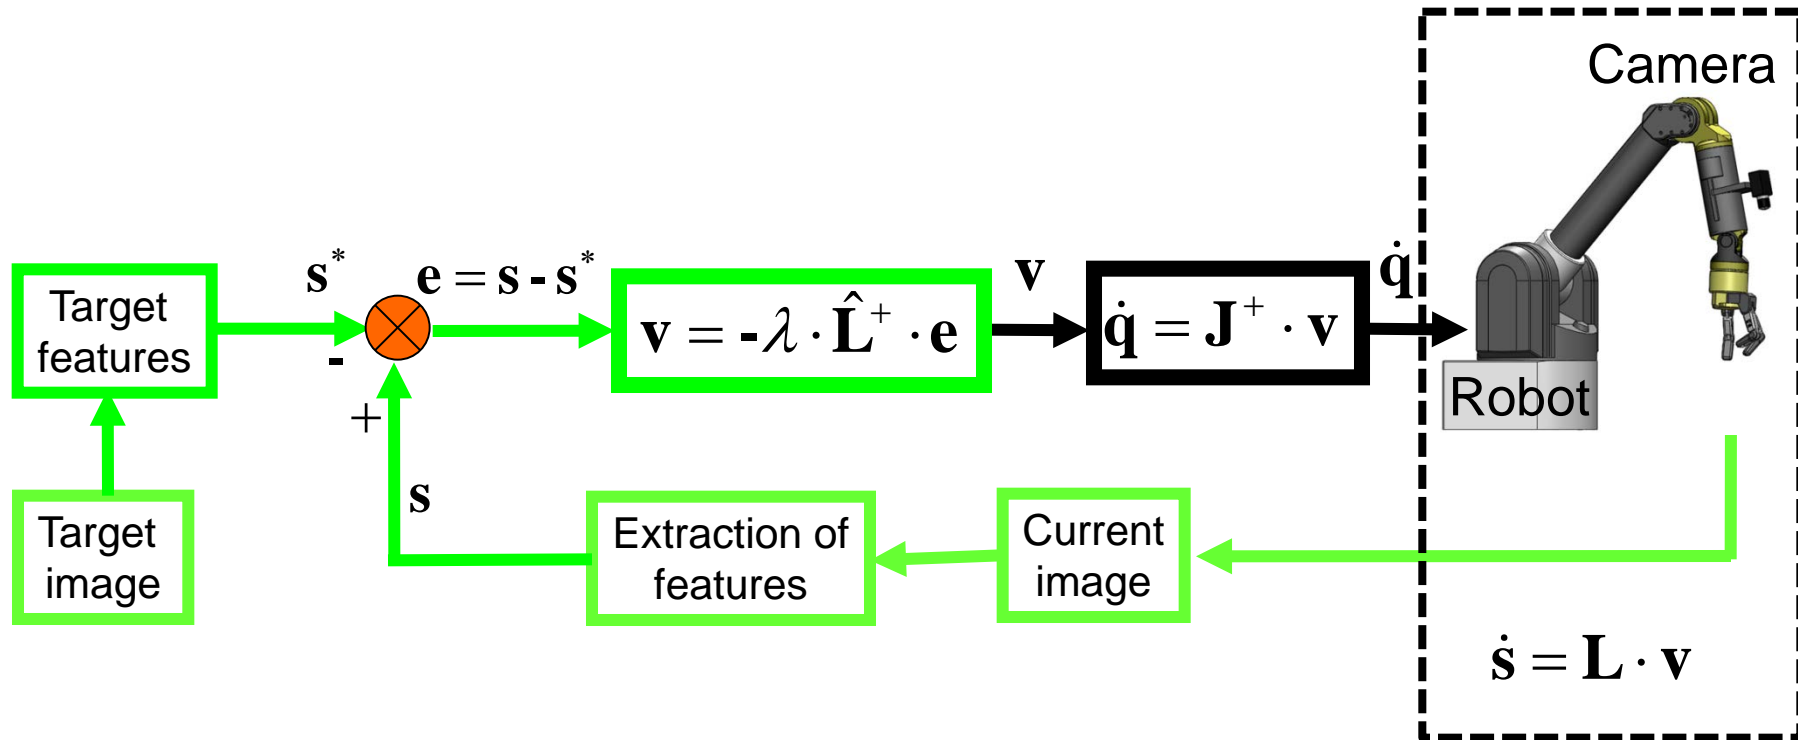 Camera
s*
e = s - s*
v
q̇
Target
features
-
v = -λ · L̂⁺ · e
q̇ = J⁺ · v
Robot
+
s
Target
image
Extraction of
features
Current
image
ṡ = L · v